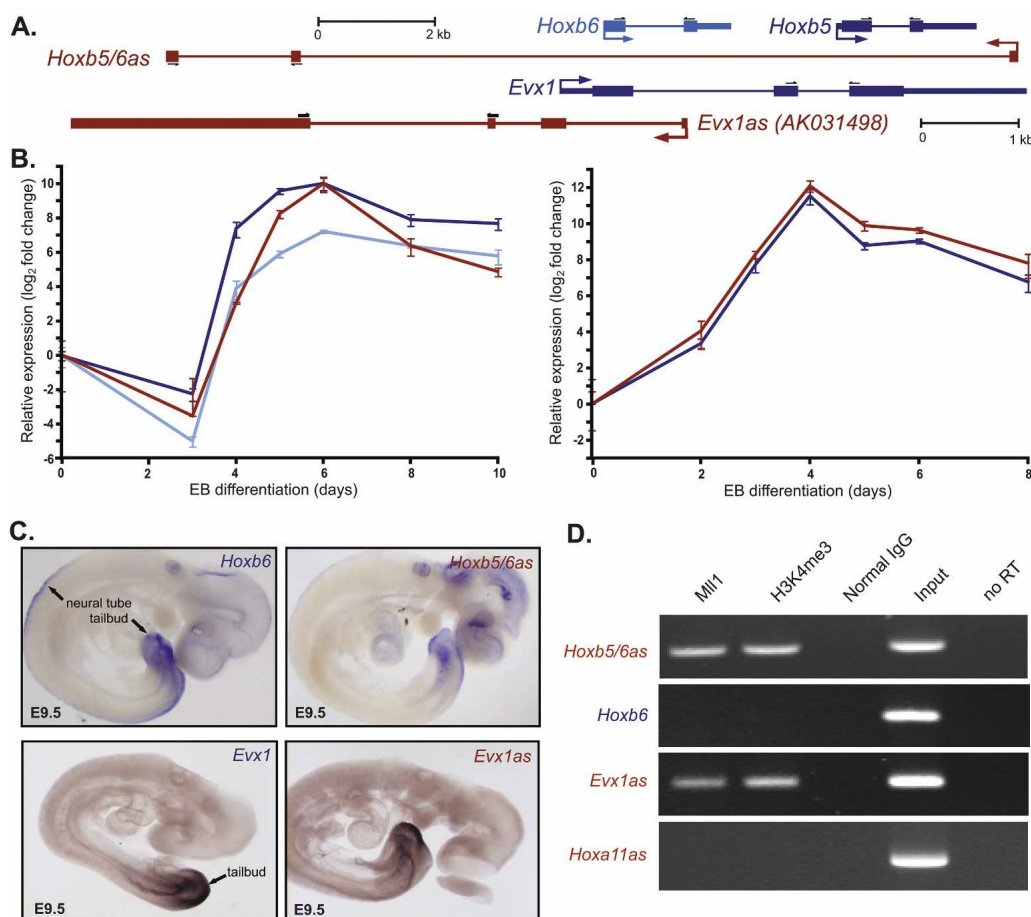 A.
0 2 kb
Hoxb6
Hoxb5
Hoxb5/6as
Evx1
Evx1as (AK031498)
0 1 kb
B.
Relative expression (log2 fold change)
10
8
6
4
2
0
-2
-4
-6
0 2 4 6 8 10
EB differentiation (days)
Relative expression (log2 fold change)
12
10
8
6
4
2
0
-2
0 2 4 6 8
EB differentiation (days)
C.
Hoxb6
neural tube
tailbud
E9.5
Hoxb5/6as
E9.5
Evx1
tailbud
E9.5
Evx1as
E9.5
D.
Mll1 H3K4me3 Normal IgG Input no RT
Hoxb5/6as
Hoxb6
Evx1as
Hoxa11as